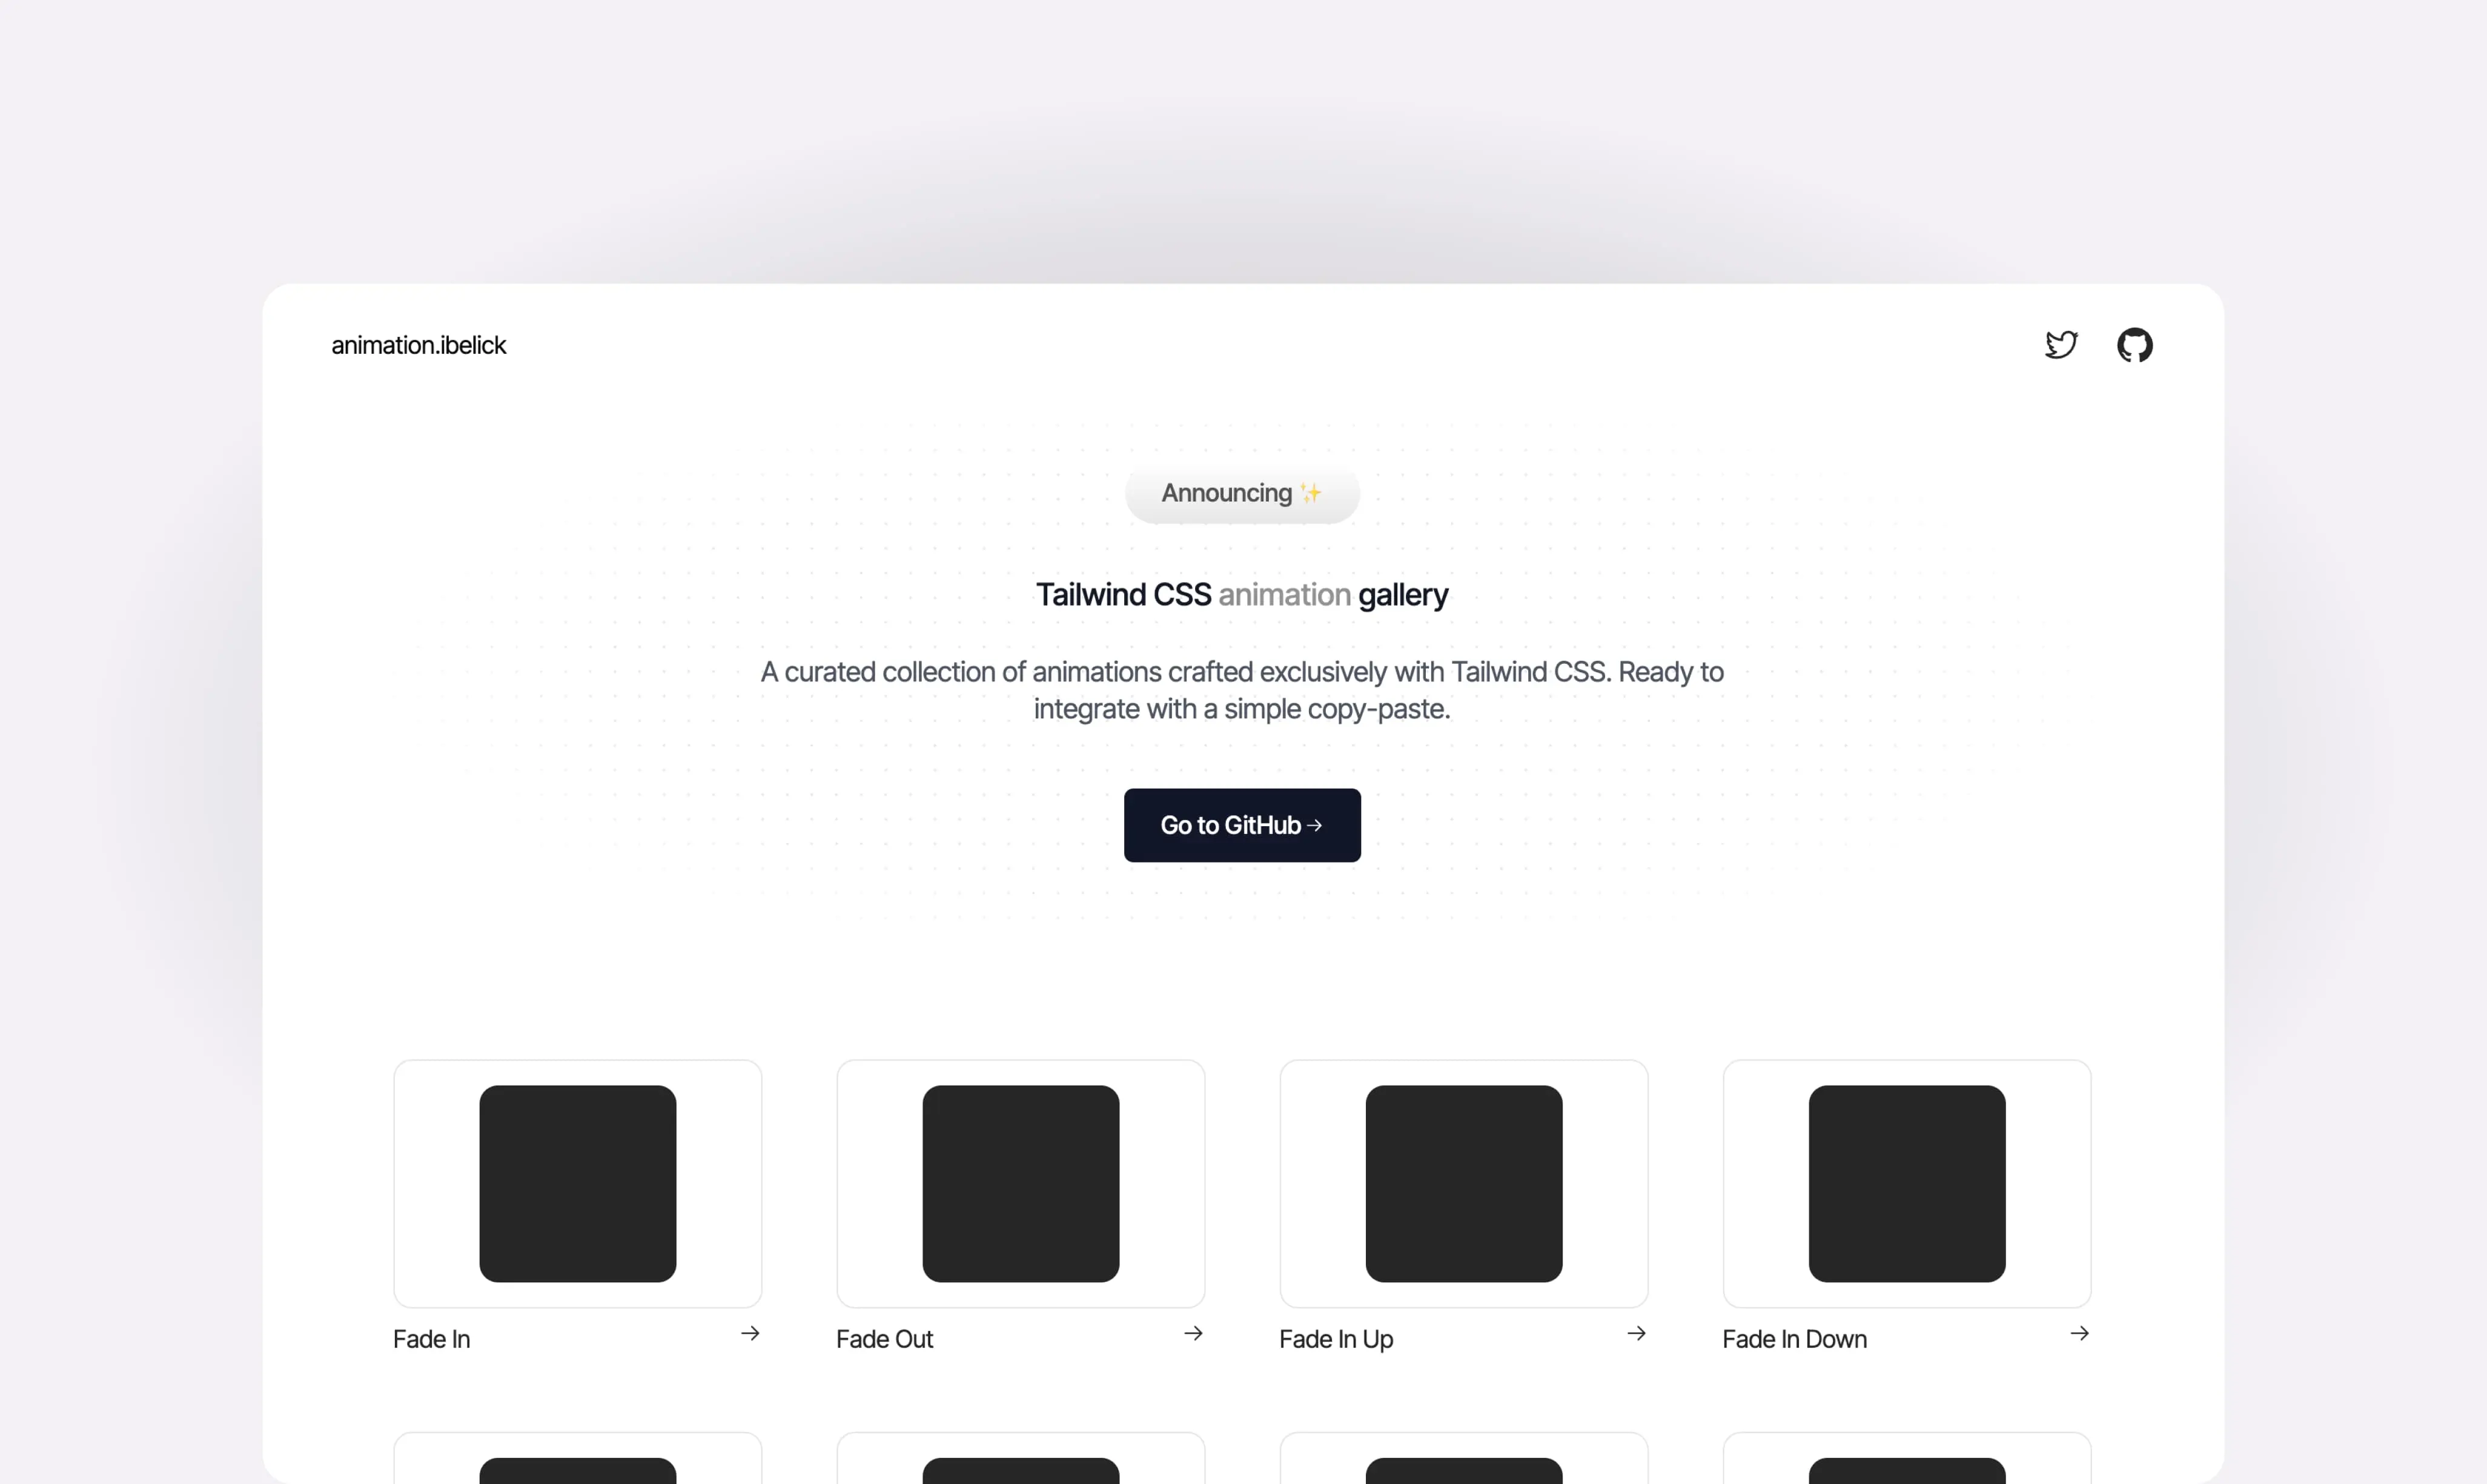 animation.ibelick
Announcing ✨
Tailwind CSS animation gallery
A curated collection of animations crafted exclusively with Tailwind CSS. Ready to
integrate with a simple copy-paste.
Go to GitHub →
Fade In →
Fade Out →
Fade In Up →
Fade In Down →